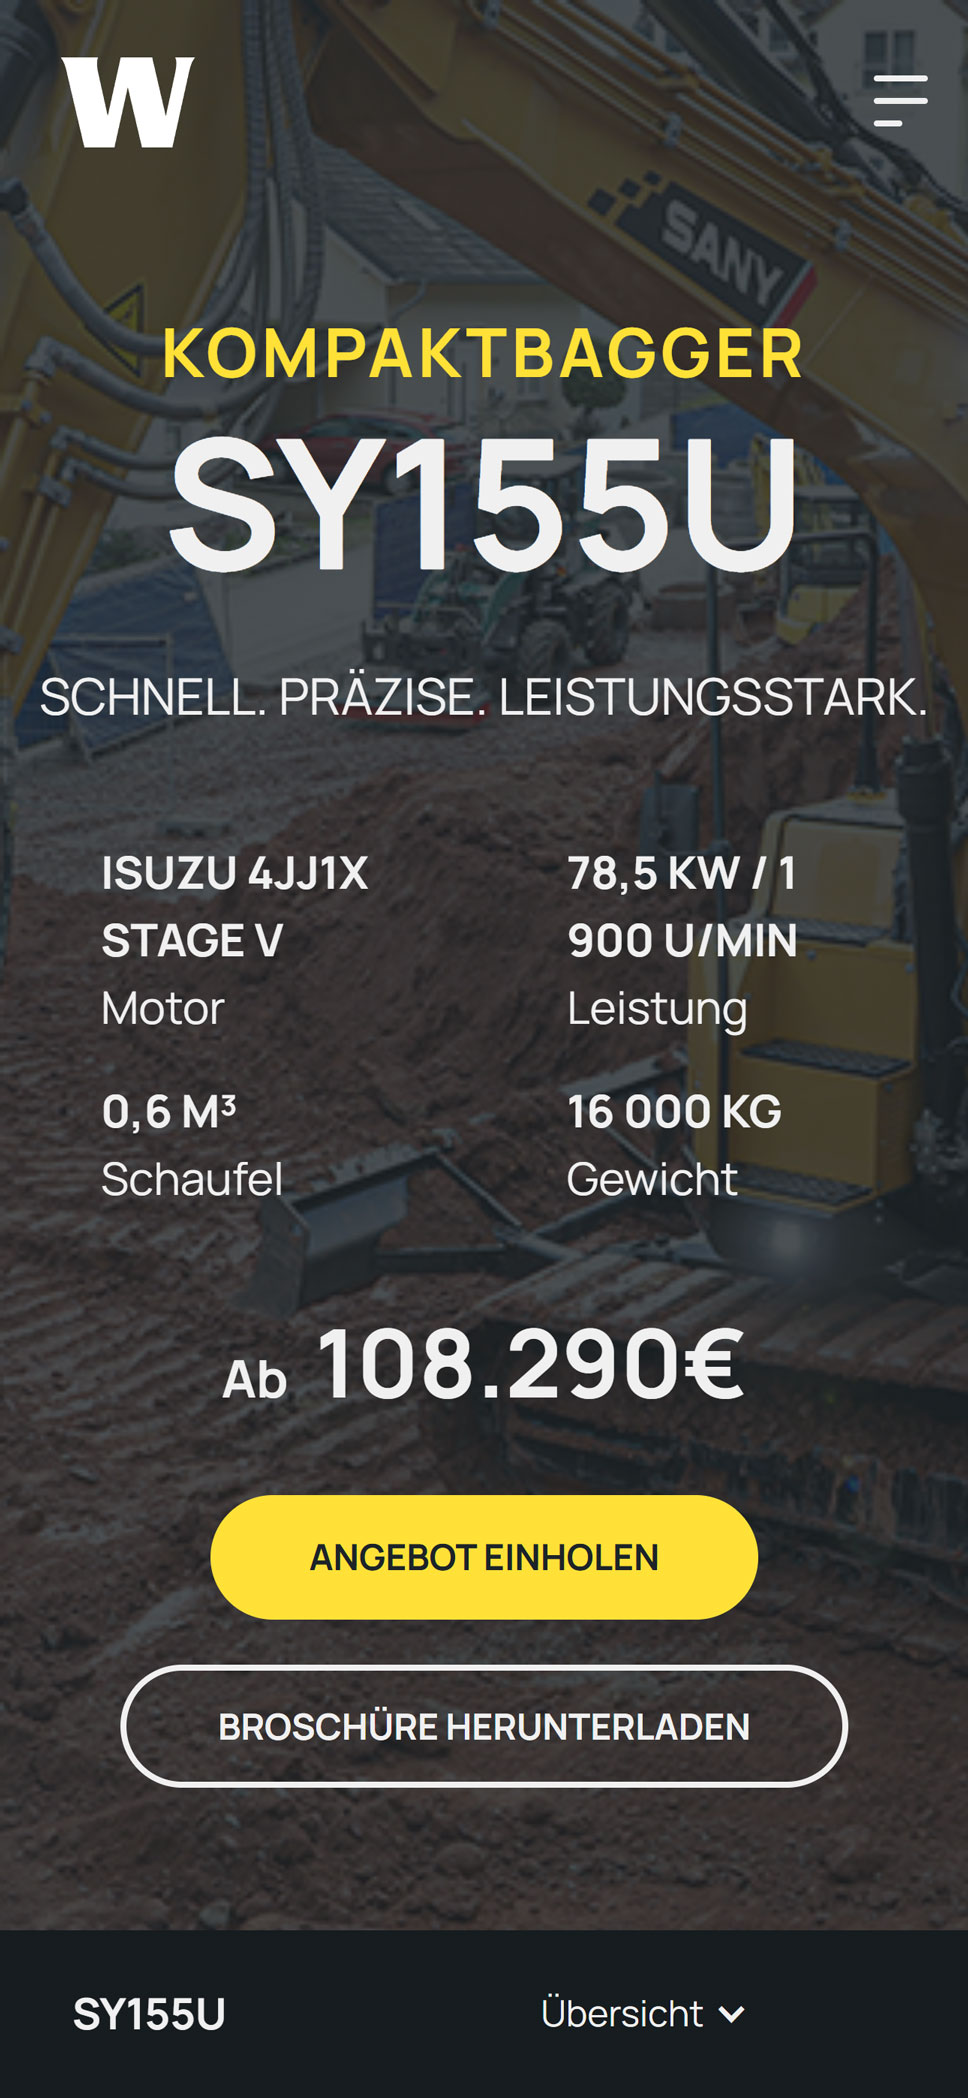 W
SANY
KOMPAKTBAGGER
SY155U
SCHNELL. PRÄZISE. LEISTUNGSSTARK.
ISUZU 4JJ1X
STAGE V
Motor
78,5 KW / 1
900 U/MIN
Leistung
0,6 M³
Schaufel
16 000 KG
Gewicht
Ab 108.290€
ANGEBOT EINHOLEN
BROSCHÜRE HERUNTERLADEN
SY155U
Übersicht